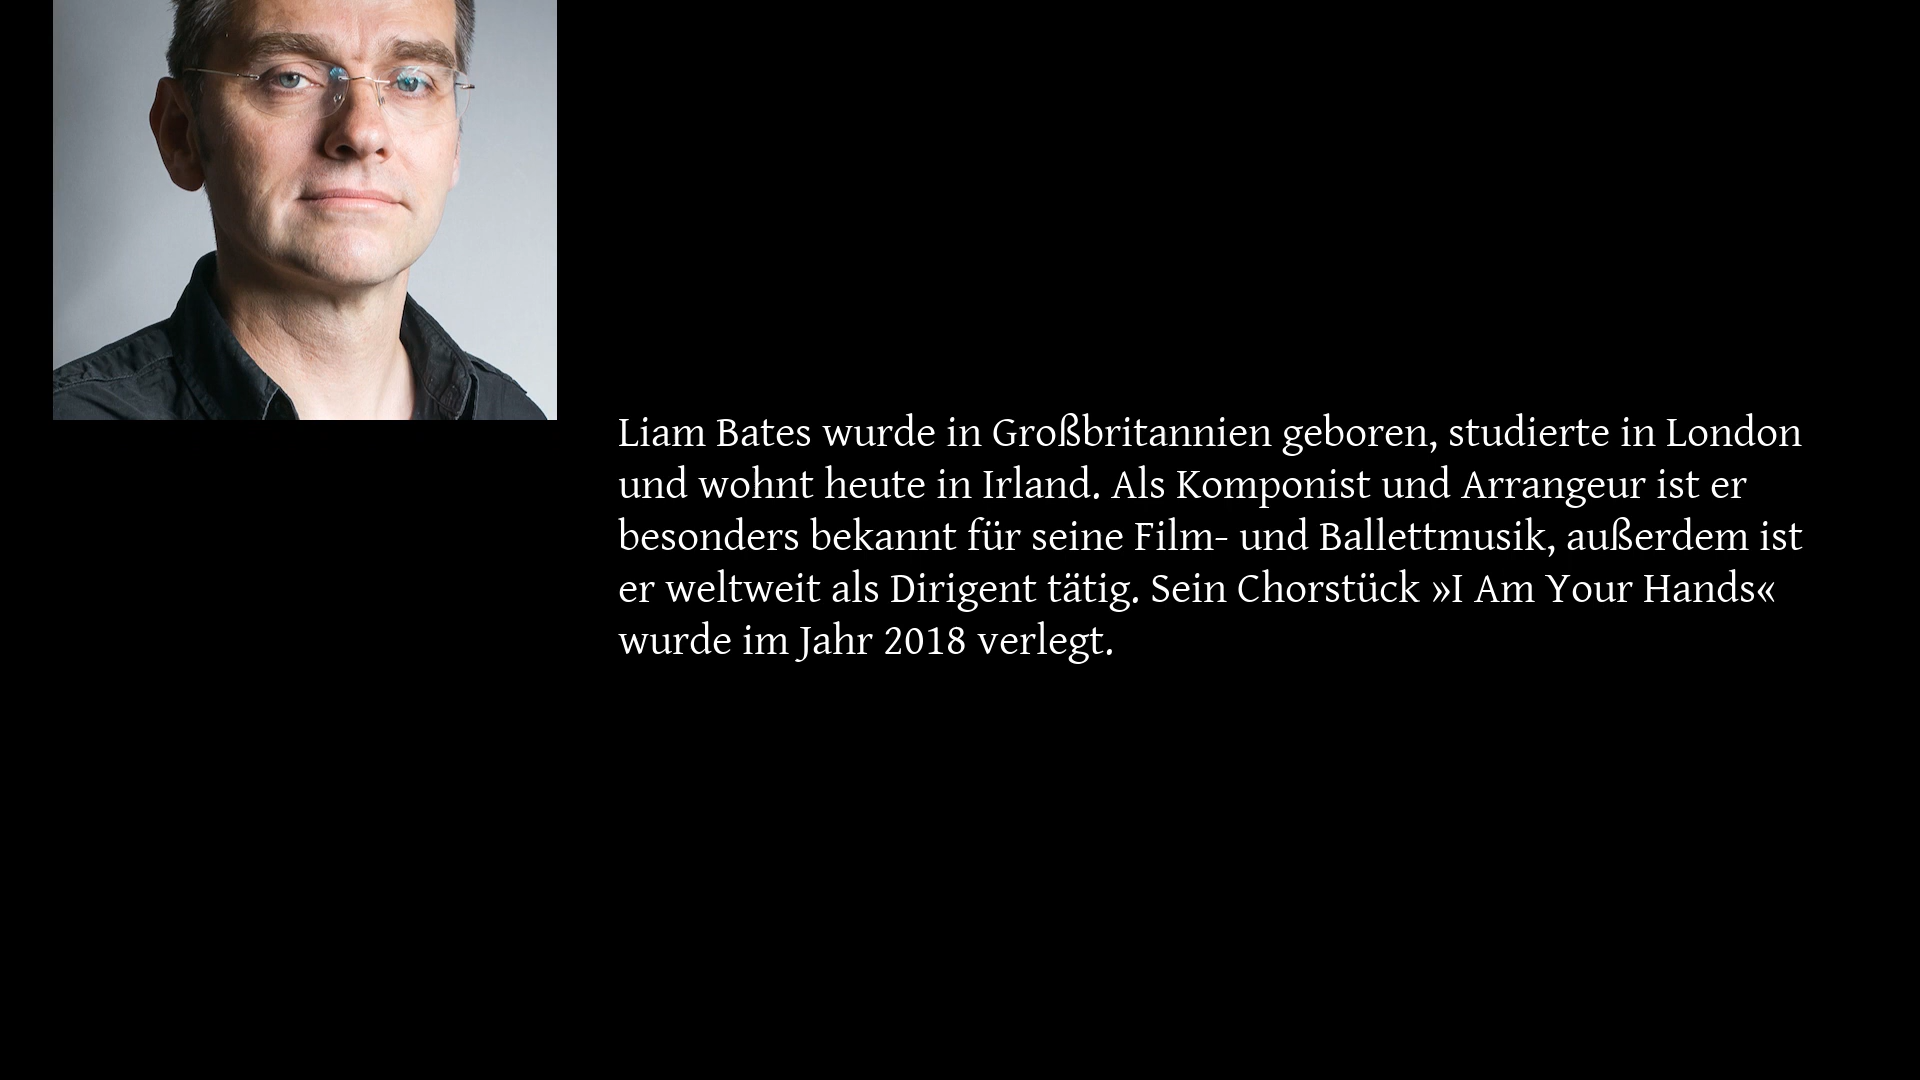 Liam Bates wurde in Großbritannien geboren, studierte in London
und wohnt heute in Irland. Als Komponist und Arrangeur ist er
besonders bekannt für seine Film- und Ballettmusik, außerdem ist
er weltweit als Dirigent tätig. Sein Chorstück »I Am Your Hands«
wurde im Jahr 2018 verlegt.